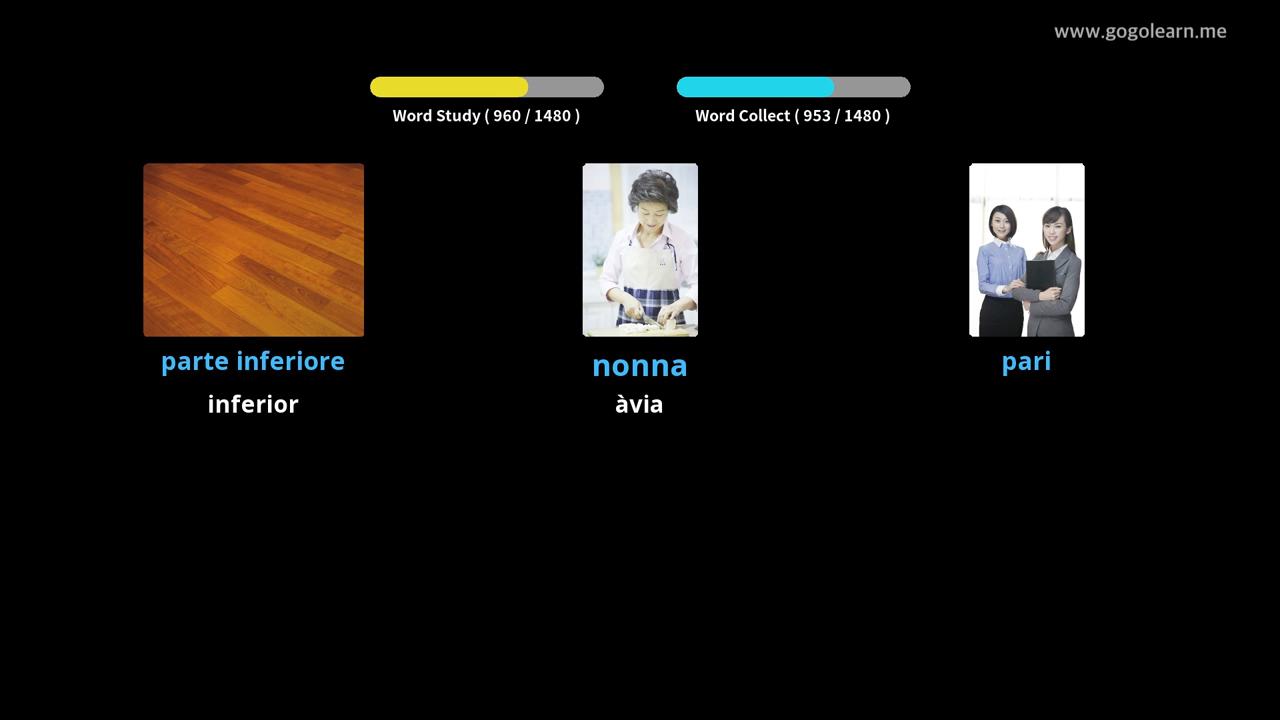 www.gogolearn.me
Word Study ( 960 / 1480 )
Word Collect ( 953 / 1480 )
parte inferiore
inferior
nonna
àvia
pari